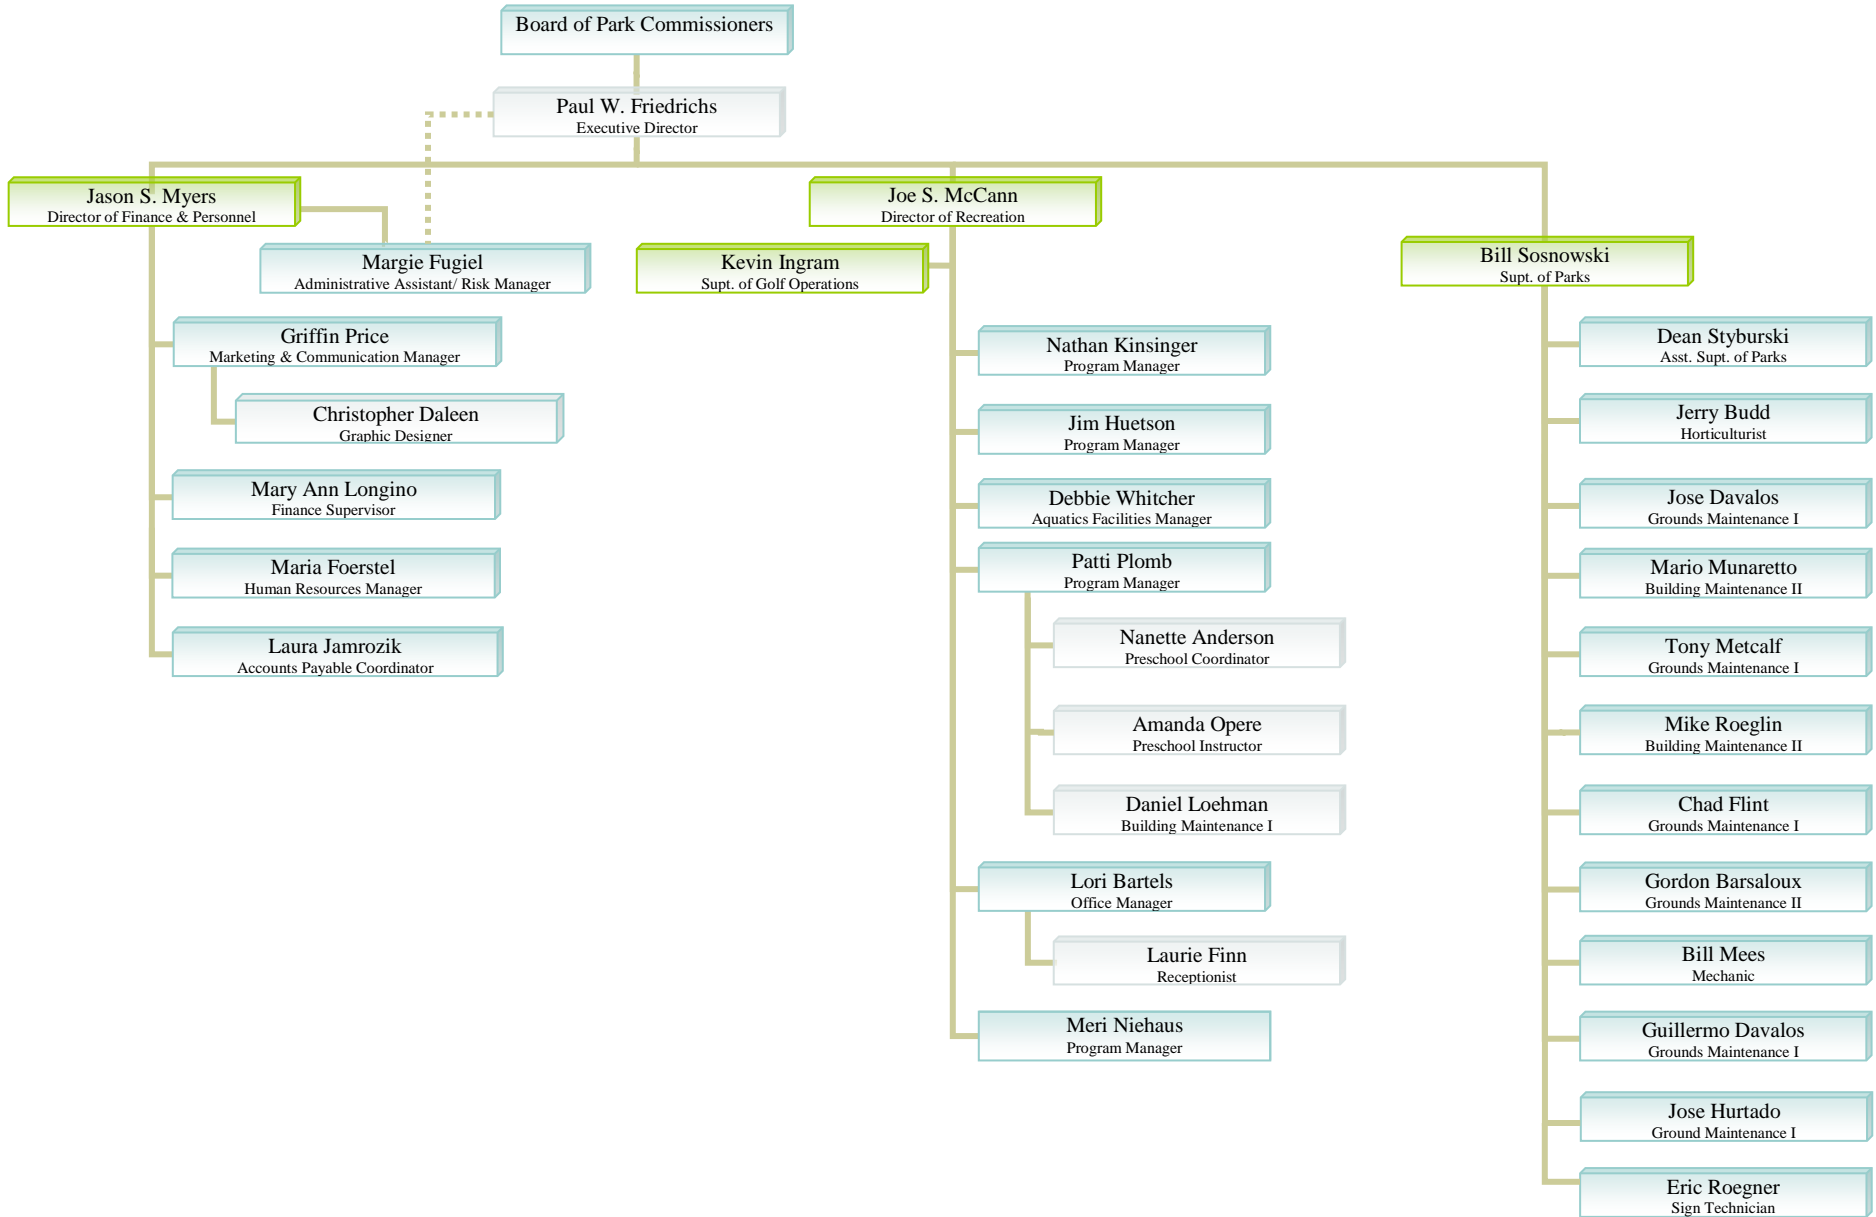 Board of Park Commissioners
Paul W. Friedrichs
Executive Director
Jason S. Myers
Director of Finance & Personnel
Margie Fugiel
Administrative Assistant/ Risk Manager
Griffin Price
Marketing & Communication Manager
Christopher Daleen
Graphic Designer
Mary Ann Longino
Finance Supervisor
Maria Foerstel
Human Resources Manager
Laura Jamrozik
Accounts Payable Coordinator
Joe S. McCann
Director of Recreation
Kevin Ingram
Supt. of Golf Operations
Nathan Kinsinger
Program Manager
Jim Huetson
Program Manager
Debbie Whitcher
Aquatics Facilities Manager
Patti Plomb
Program Manager
Nanette Anderson
Preschool Coordinator
Amanda Opere
Preschool Instructor
Daniel Loehman
Building Maintenance I
Lori Bartels
Office Manager
Laurie Finn
Receptionist
Meri Niehaus
Program Manager
Bill Sosnowski
Supt. of Parks
Dean Styburski
Asst. Supt. of Parks
Jerry Budd
Horticulturist
Jose Davalos
Grounds Maintenance I
Mario Munaretto
Building Maintenance II
Tony Metcalf
Grounds Maintenance I
Mike Roeglin
Building Maintenance II
Chad Flint
Grounds Maintenance I
Gordon Barsaloux
Grounds Maintenance II
Bill Mees
Mechanic
Guillermo Davalos
Grounds Maintenance I
Jose Hurtado
Ground Maintenance I
Eric Roegner
Sign Technician